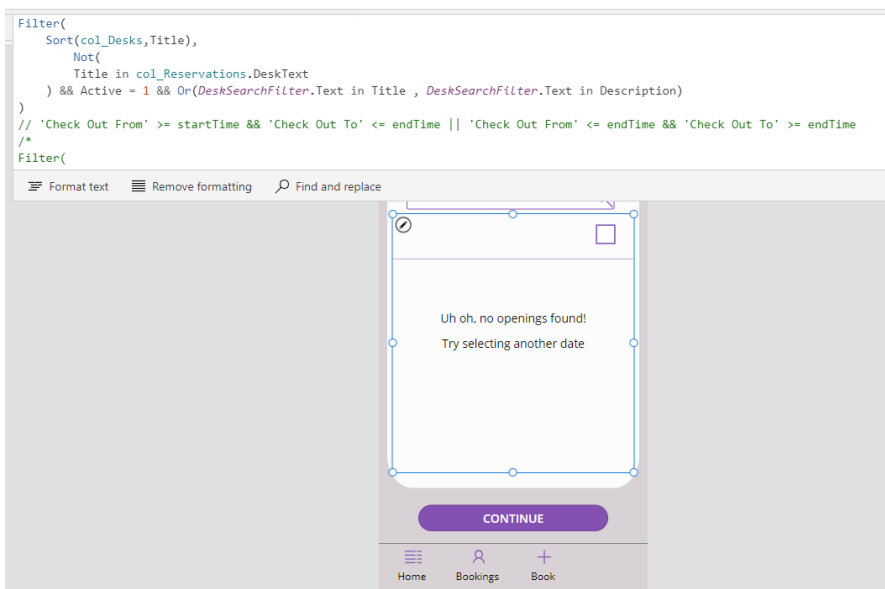 Filter(
Sort(col_Desks,Title),
Not(
Title in col_Reservations.DeskText
) && Active = 1 && Or(DeskSearchFilter.Text in Title , DeskSearchFilter.Text in Description)
)
// 'Check Out From' >= startTime && 'Check Out To' <= endTime || 'Check Out From' <= endTime && 'Check Out To' >= endTime
/*
Filter(
Format text Remove formatting Find and replace
Uh oh, no openings found!
Try selecting another date
CONTINUE
Home Bookings Book